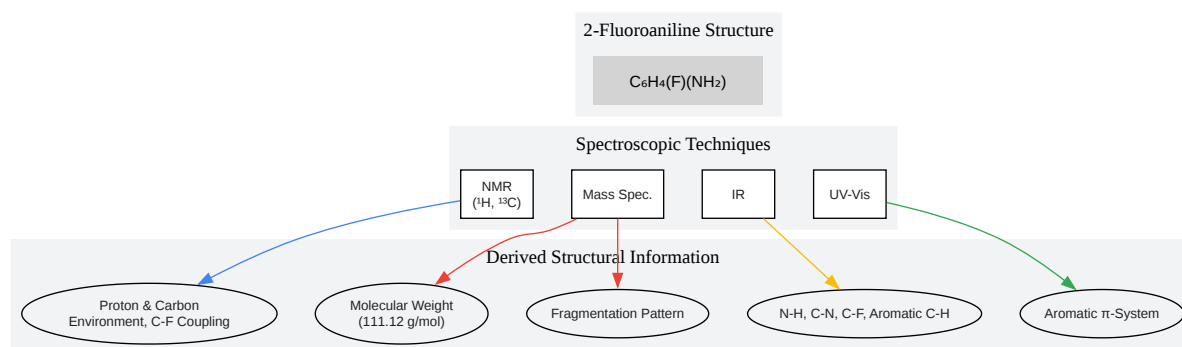 2-Fluoroaniline Structure
C₆H₄(F)(NH₂)
Spectroscopic Techniques
NMR
(¹H, ¹³C)
Mass Spec.
IR
UV-Vis
Derived Structural Information
Proton & Carbon
Environment, C-F Coupling
Molecular Weight
(111.12 g/mol)
Fragmentation Pattern
N-H, C-N, C-F, Aromatic C-H
Aromatic π-System